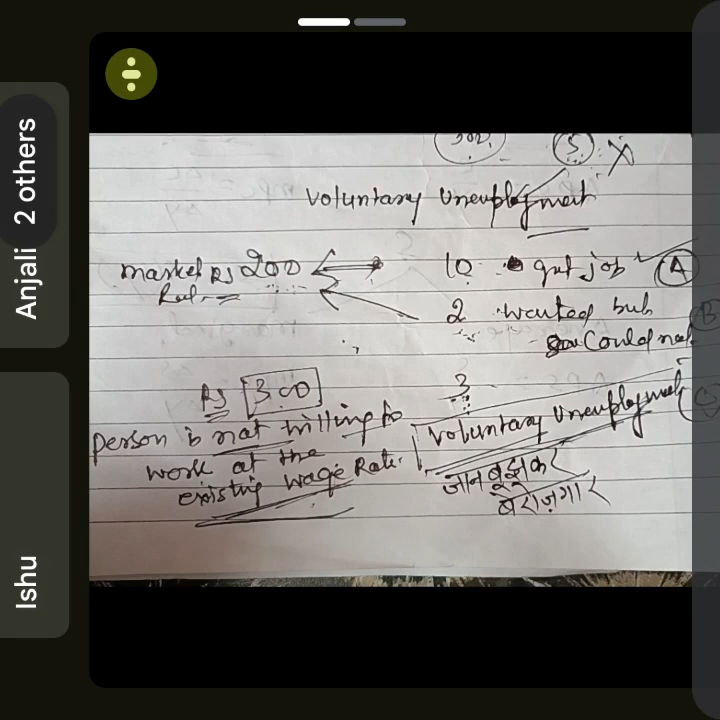 Anjali 2 others
Ishu
5 X
Voluntary Unemployment
market Rs 200 10 got job A
Rate 2 wanted but B
could not
Rs 300 3
person is not willing to Voluntary Unemployment C
work at the जानबूझकर
existing wage Rate. बेराज़गार